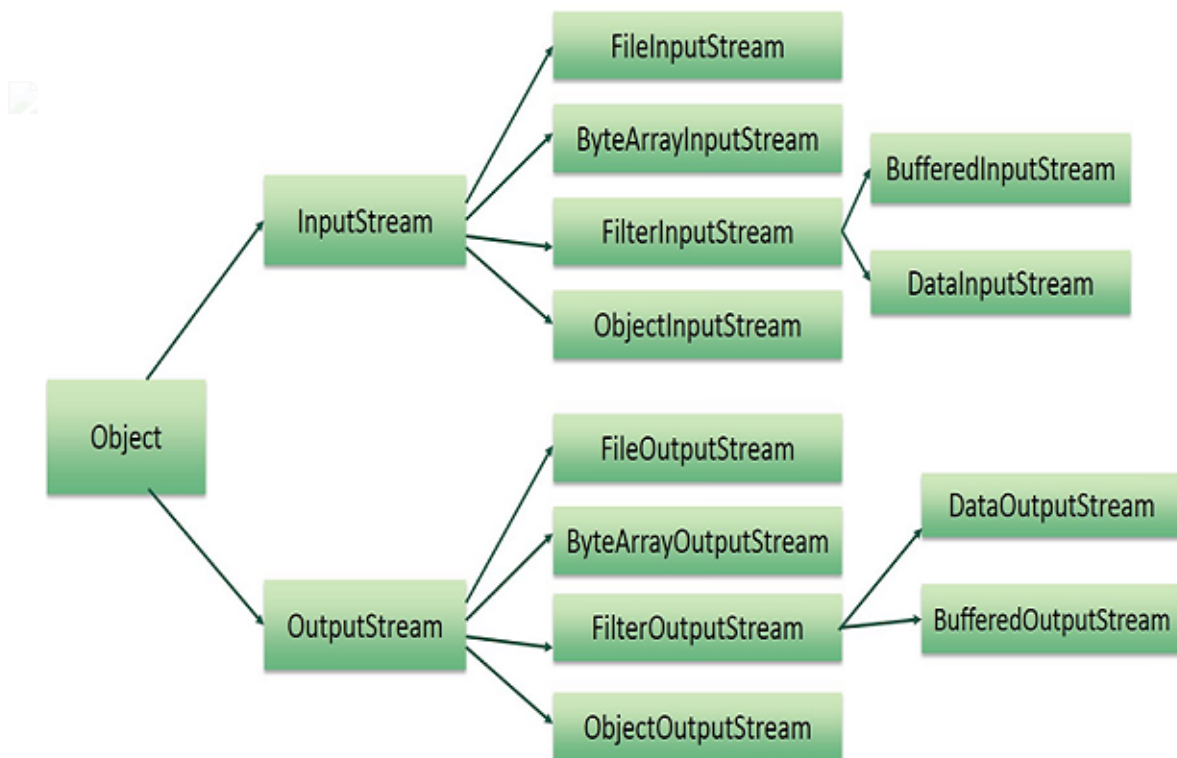 FileInputStream
ByteArrayInputStream
BufferedInputStream
InputStream
FilterInputStream
DataInputStream
ObjectInputStream
Object
FileOutputStream
DataOutputStream
ByteArrayOutputStream
OutputStream
FilterOutputStream
BufferedOutputStream
ObjectOutputStream